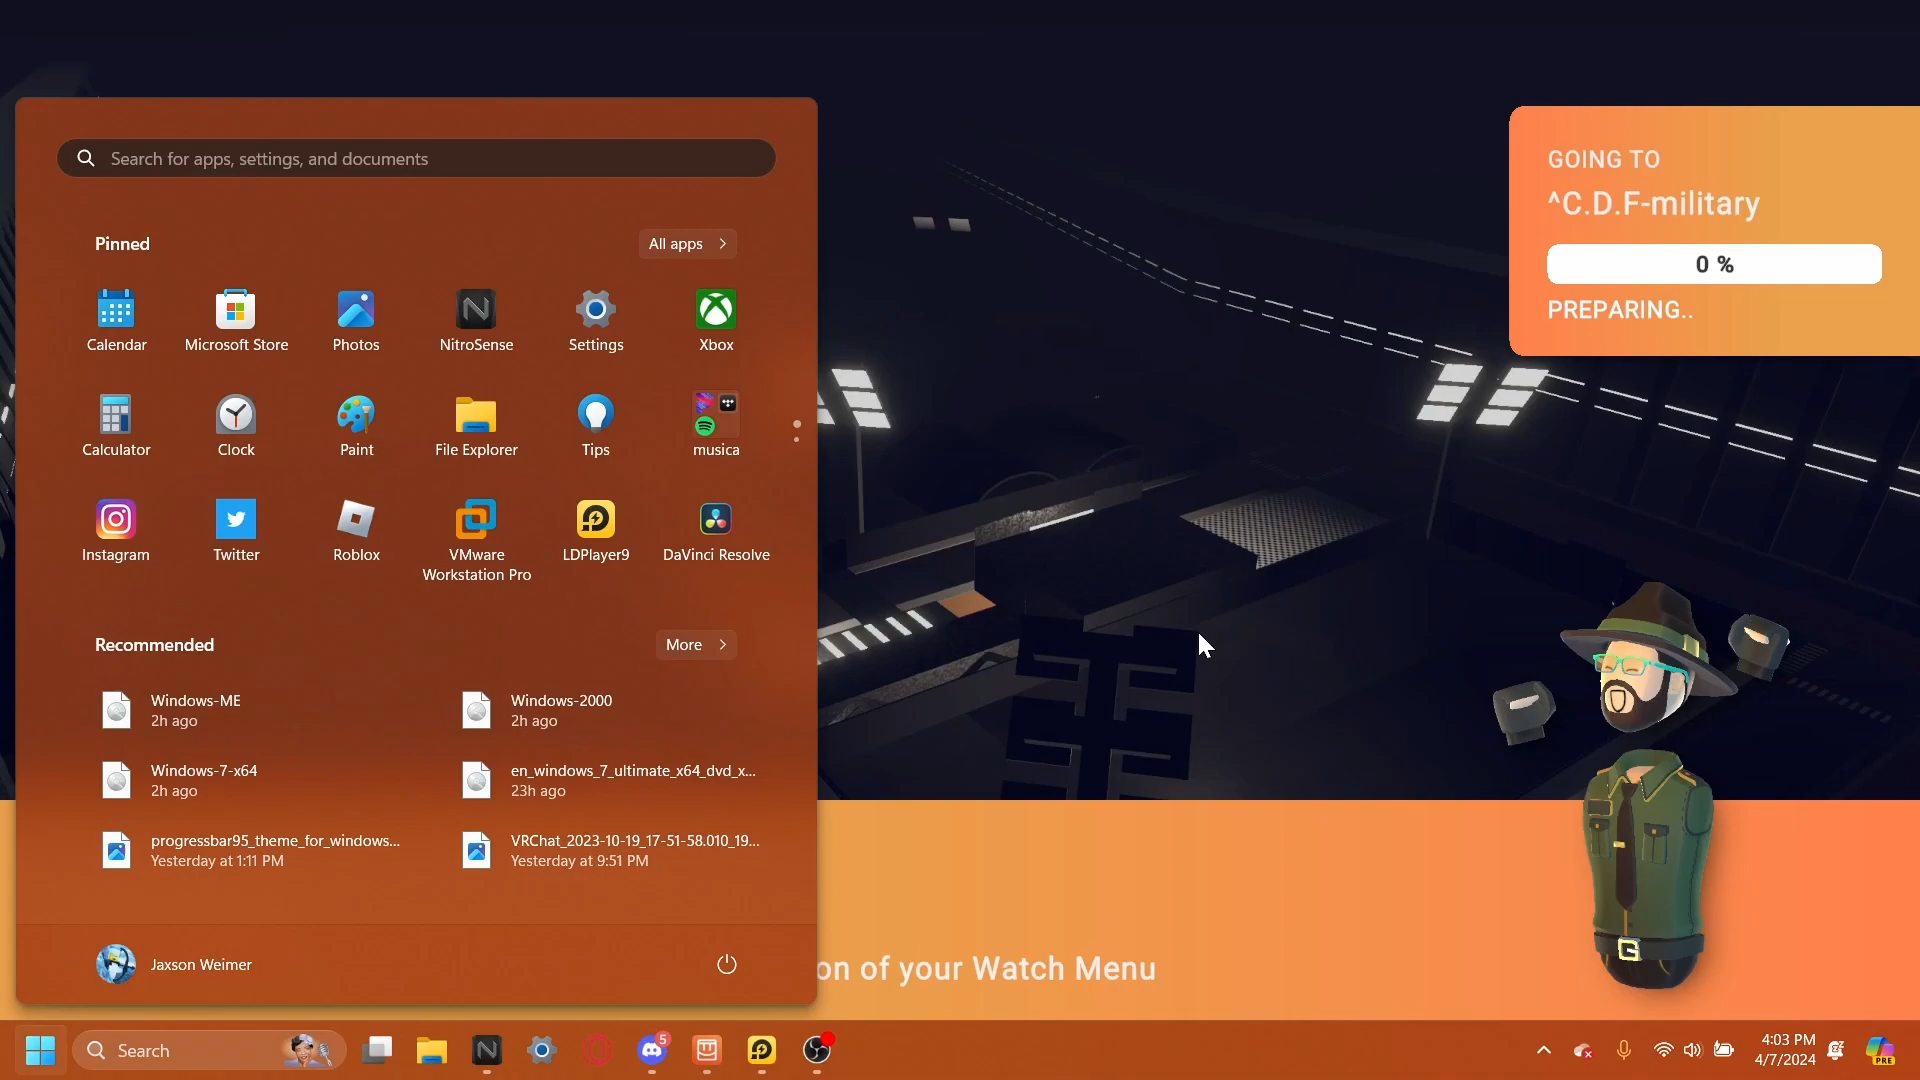 Search for apps, settings, and documents
Pinned
All apps
Calendar
Microsoft Store
Photos
NitroSense
Settings
Xbox
Calculator
Clock
Paint
File Explorer
Tips
musica
Instagram
Twitter
Roblox
VMware
Workstation Pro
LDPlayer9
DaVinci Resolve
Recommended
More
Windows-ME
2h ago
Windows-2000
2h ago
Windows-7-x64
2h ago
en_windows_7_ultimate_x64_dvd_x...
23h ago
progressbar95_theme_for_windows...
Yesterday at 1:11 PM
VRChat_2023-10-19_17-51-58.010_19...
Yesterday at 9:51 PM
Jaxson Weimer
GOING TO
^C.D.F-military
0 %
PREPARING..
G
on of your Watch Menu
Search
5
4:03 PM
4/7/2024
PRE